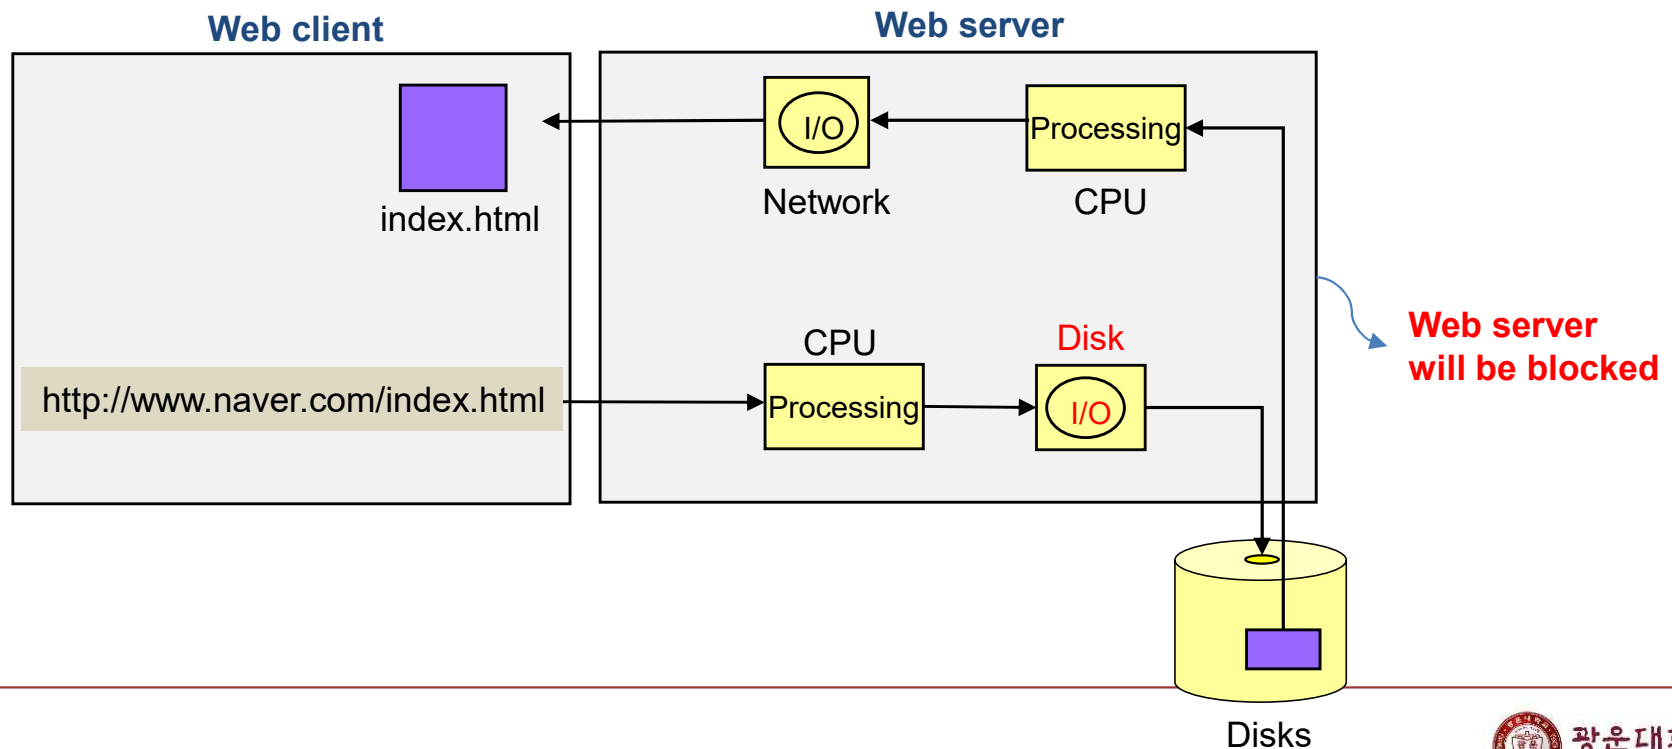 Web client
Web server
index.html
I/O
Network
Processing
CPU
http://www.naver.com/index.html
CPU
Processing
Disk
I/O
Web server
will be blocked
Disks